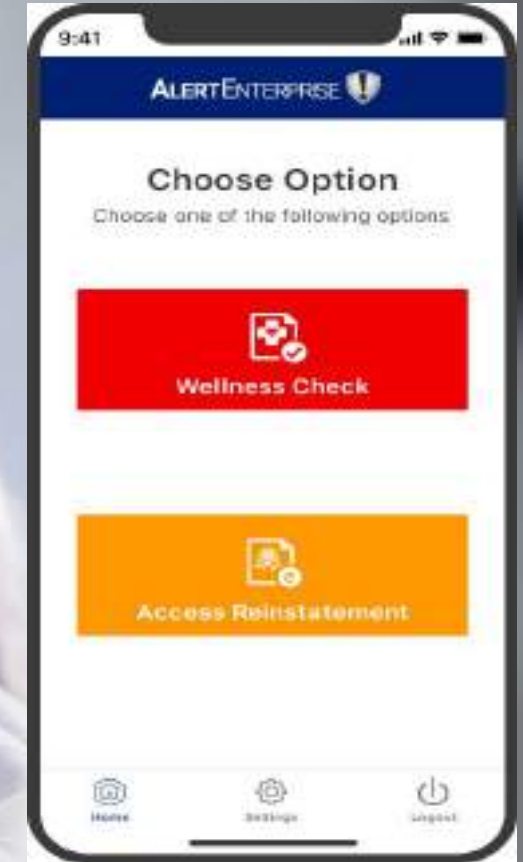 9:41
ALERTENTERPRISE
Choose Option
Choose one of the following options
Wellness Check
Access Reinstatement
Home
Settings
Logout